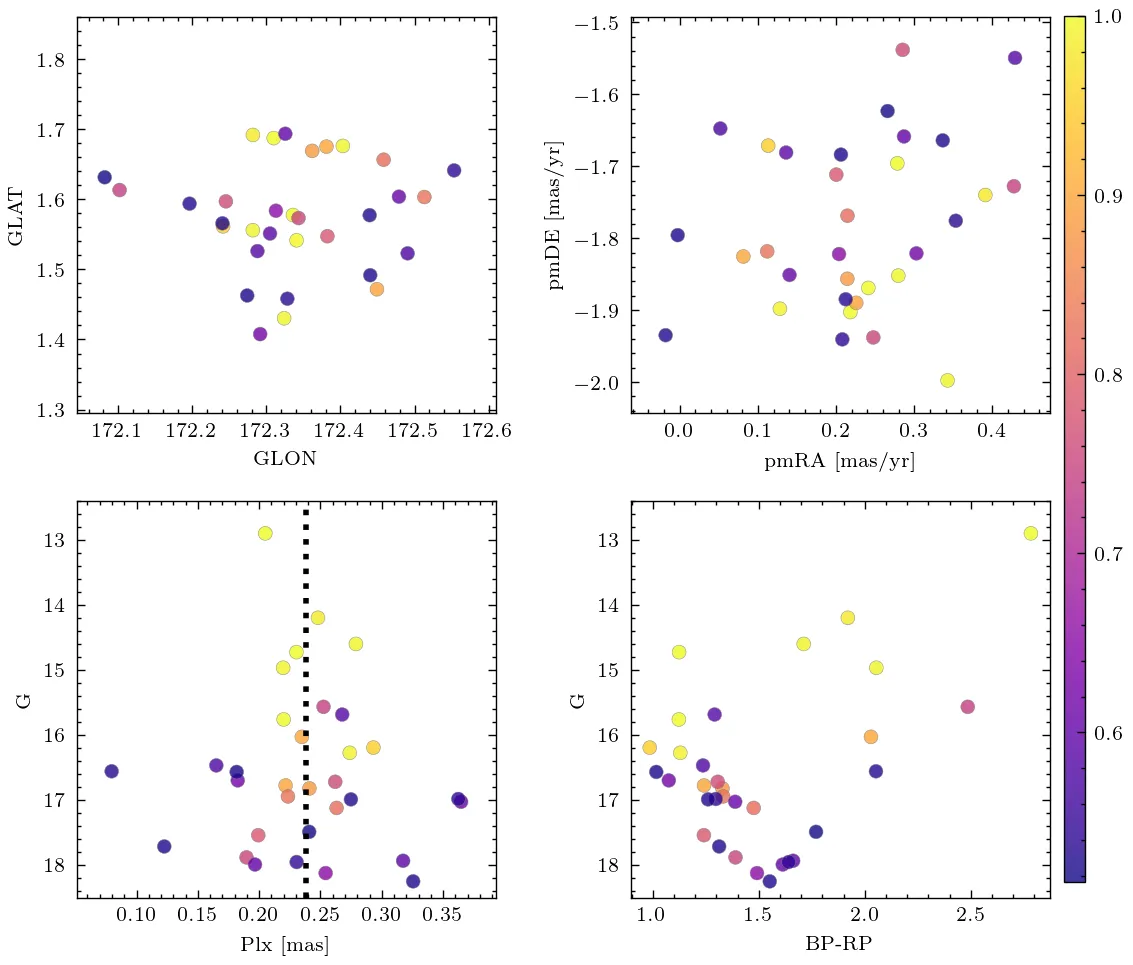 1.8
1.7
1.6
1.5
1.4
1.3
GLAT
172.1 172.2 172.3 172.4 172.5 172.6
GLON
−1.5
−1.6
−1.7
−1.8
−1.9
−2.0
pmDE [mas/yr]
0.0 0.1 0.2 0.3 0.4
pmRA [mas/yr]
1.0
0.9
0.8
0.7
0.6
13
14
15
16
17
18
G
0.10 0.15 0.20 0.25 0.30 0.35
Plx [mas]
13
14
15
16
17
18
G
1.0 1.5 2.0 2.5
BP-RP